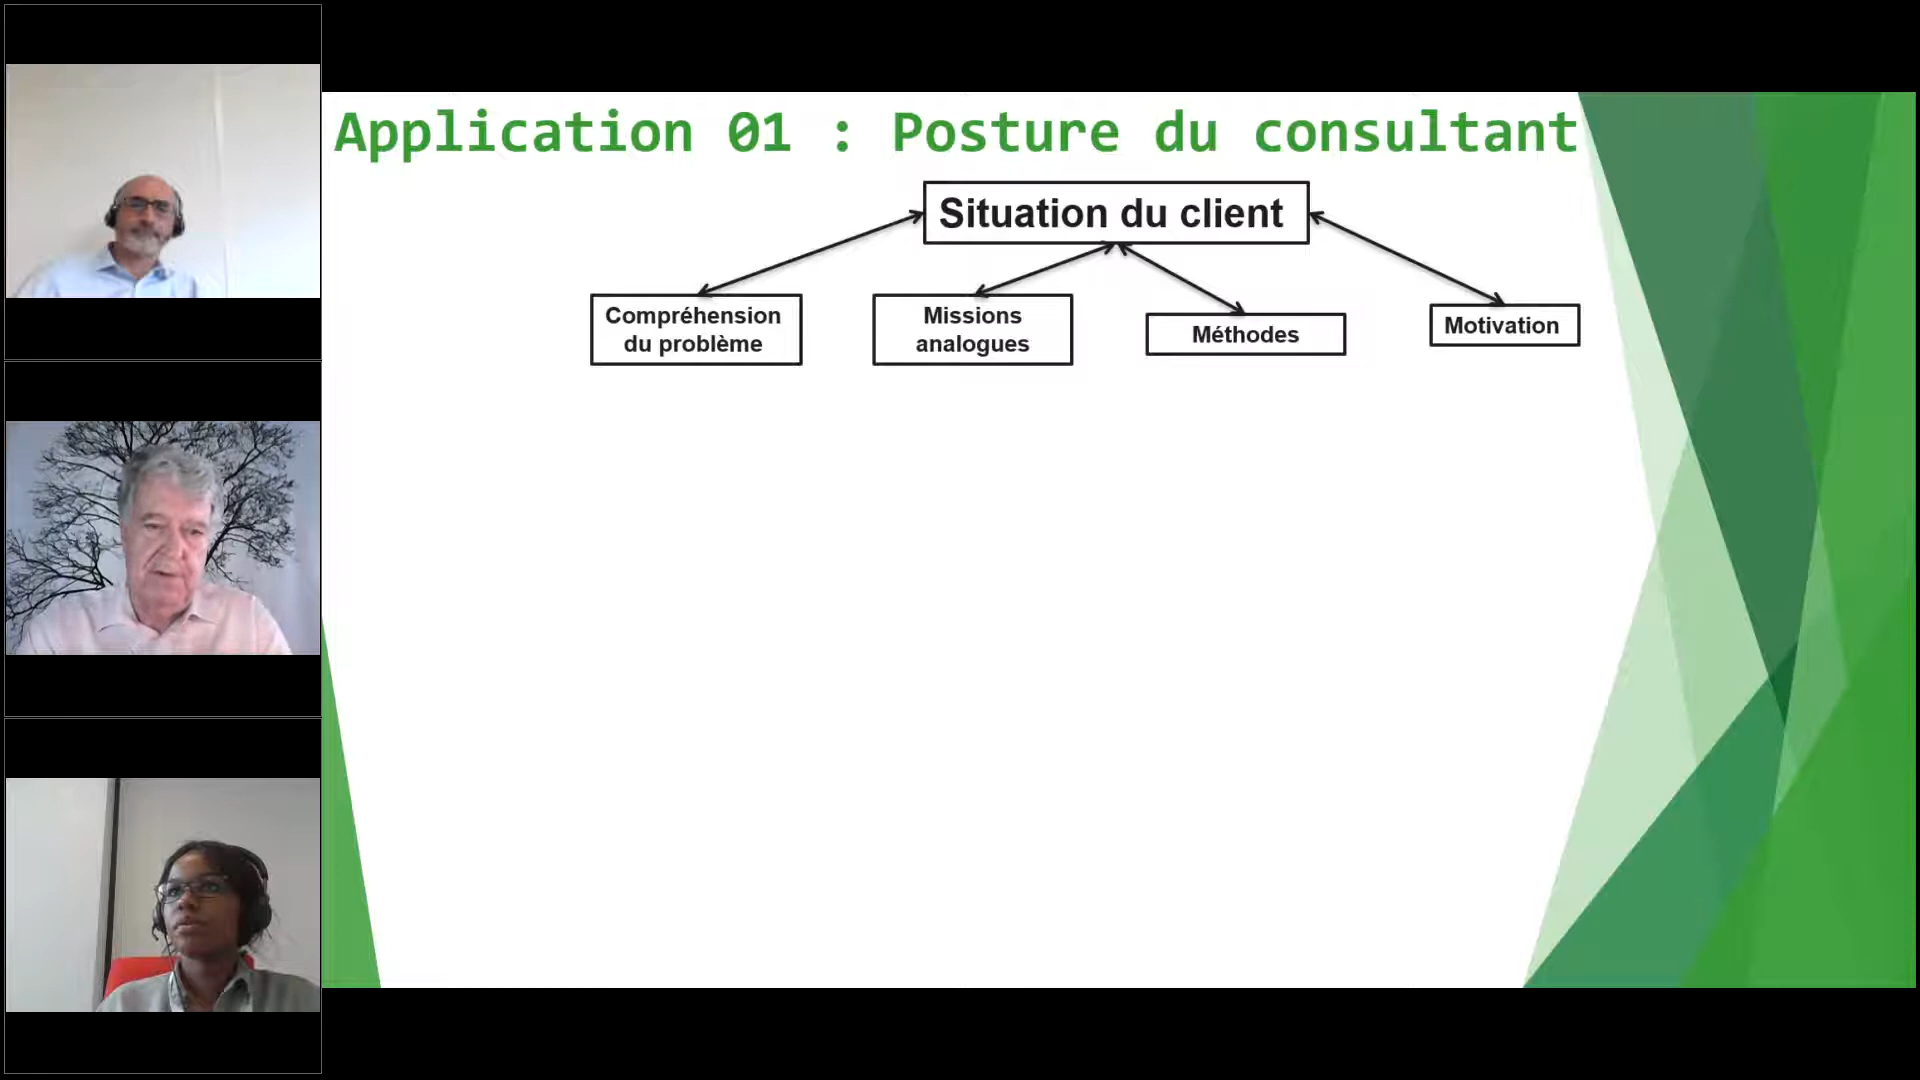 Application 01 : Posture du consultant
Situation du client
Compréhension
du problème
Missions
analogues
Méthodes
Motivation